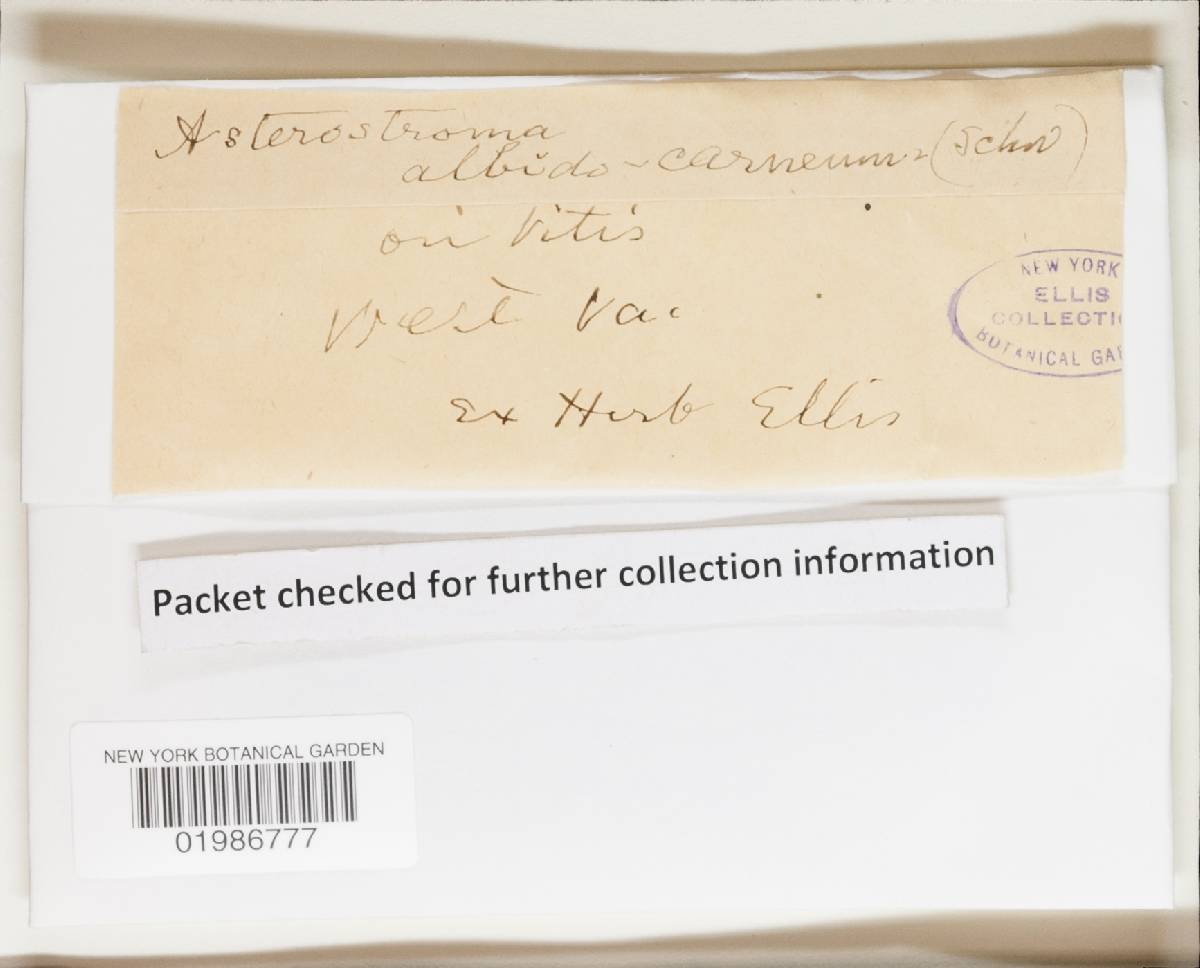 Asterostroma
albido-carneum. (Schw)
on Vitis
West Va.
Ex Herb Ellis
NEW YORK
ELLIS
COLLECTI
BOTANICAL GA
Packet checked for further collection information
NEW YORK BOTANICAL GARDEN
01986777